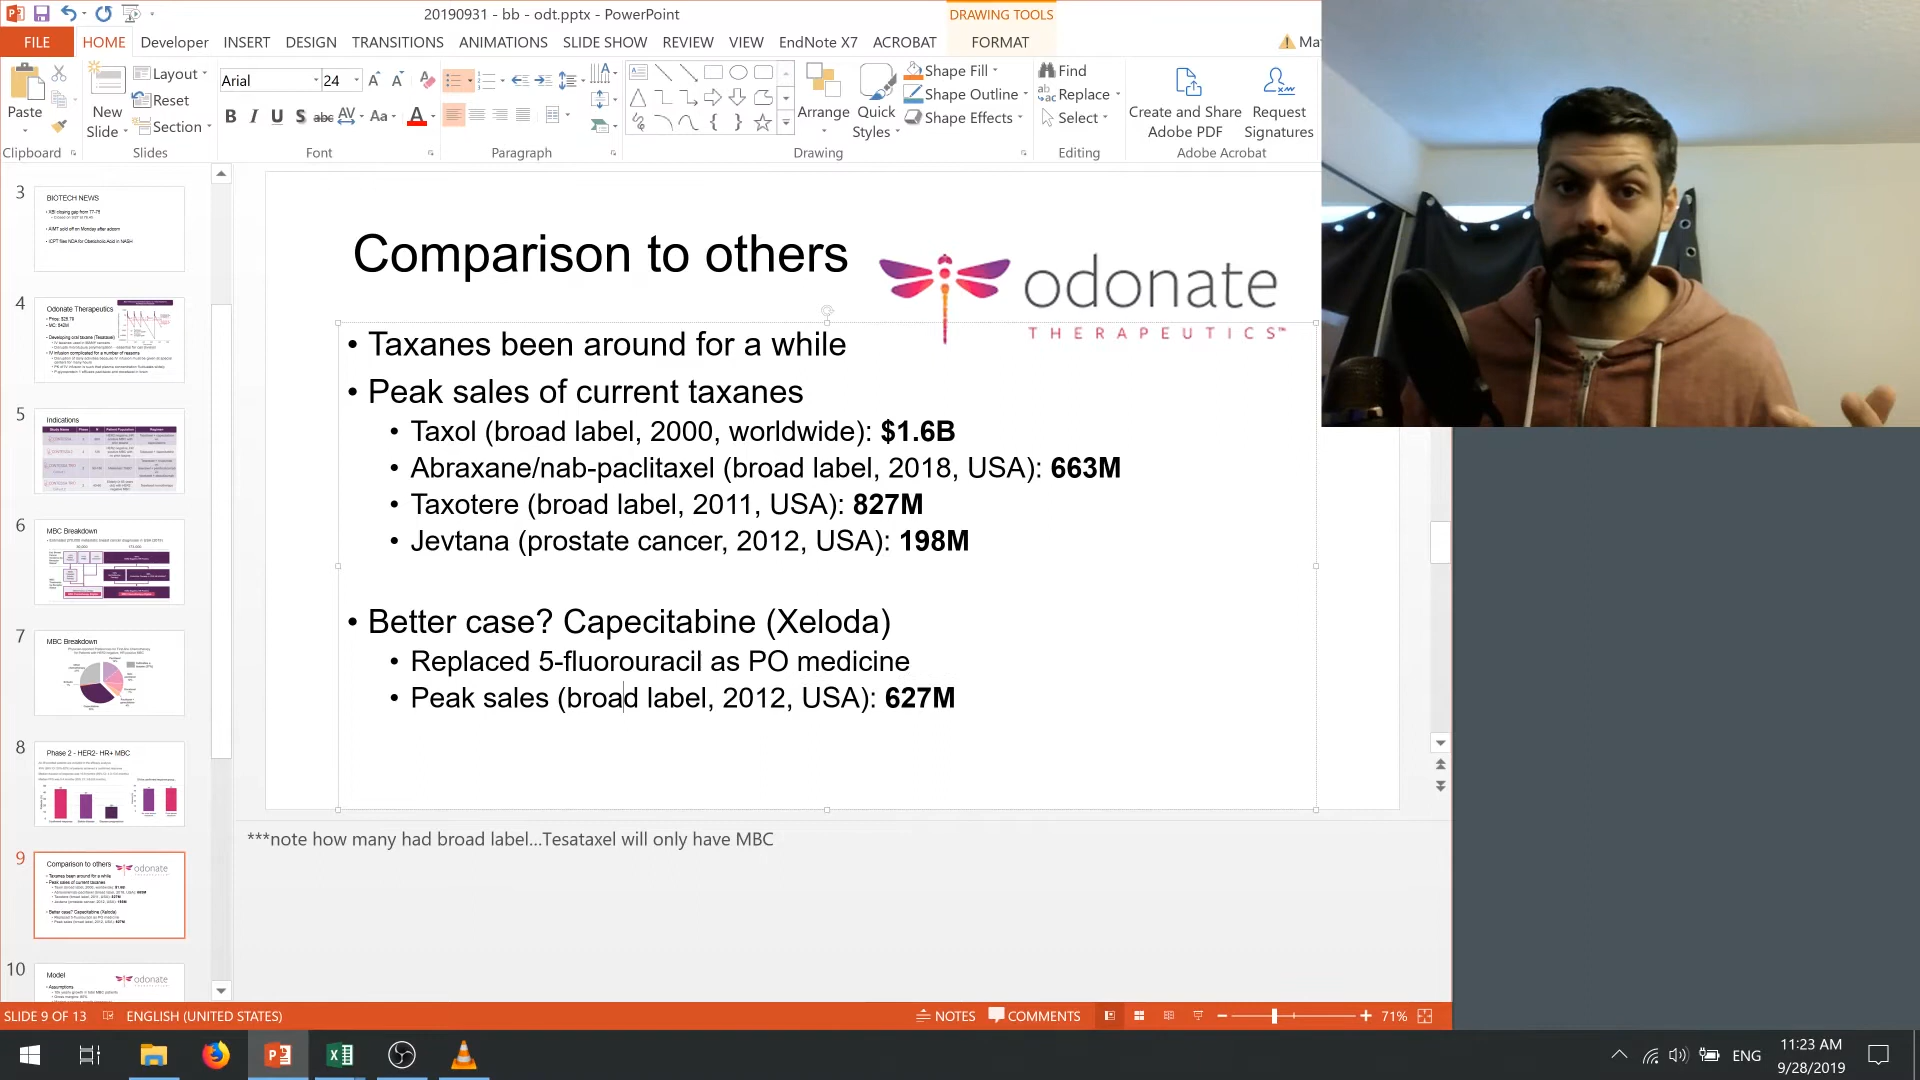 20190931 - bb - odt.pptx - PowerPoint
DRAWING TOOLS
FILE HOME Developer INSERT DESIGN TRANSITIONS ANIMATIONS SLIDE SHOW REVIEW VIEW EndNote X7 ACROBAT FORMAT
Paste
New
Slide
Layout
Reset
Section
Arial 24
B I U S abc AV Aa A
Arrange
Quick
Styles
Shape Fill
Shape Outline
Shape Effects
Find
Replace
Select
Create and Share
Adobe PDF
Request
Signatures
Clipboard Slides Font Paragraph Drawing Editing Adobe Acrobat
3
BIOTECH NEWS
4
Odonate Therapeutics
5
Indications
6
MBC Breakdown
7
MBC Breakdown
8
Phase 2 - HER2- HR+ MBC
9
Comparison to others
odonate
10
Model
odonate
Comparison to others
odonate
THERAPEUTICS™
• Taxanes been around for a while
• Peak sales of current taxanes
• Taxol (broad label, 2000, worldwide): $1.6B
• Abraxane/nab-paclitaxel (broad label, 2018, USA): 663M
• Taxotere (broad label, 2011, USA): 827M
• Jevtana (prostate cancer, 2012, USA): 198M
• Better case? Capecitabine (Xeloda)
• Replaced 5-fluorouracil as PO medicine
• Peak sales (broad label, 2012, USA): 627M
***note how many had broad label...Tesataxel will only have MBC
SLIDE 9 OF 13 ENGLISH (UNITED STATES) NOTES COMMENTS 71%
ENG
11:23 AM
9/28/2019